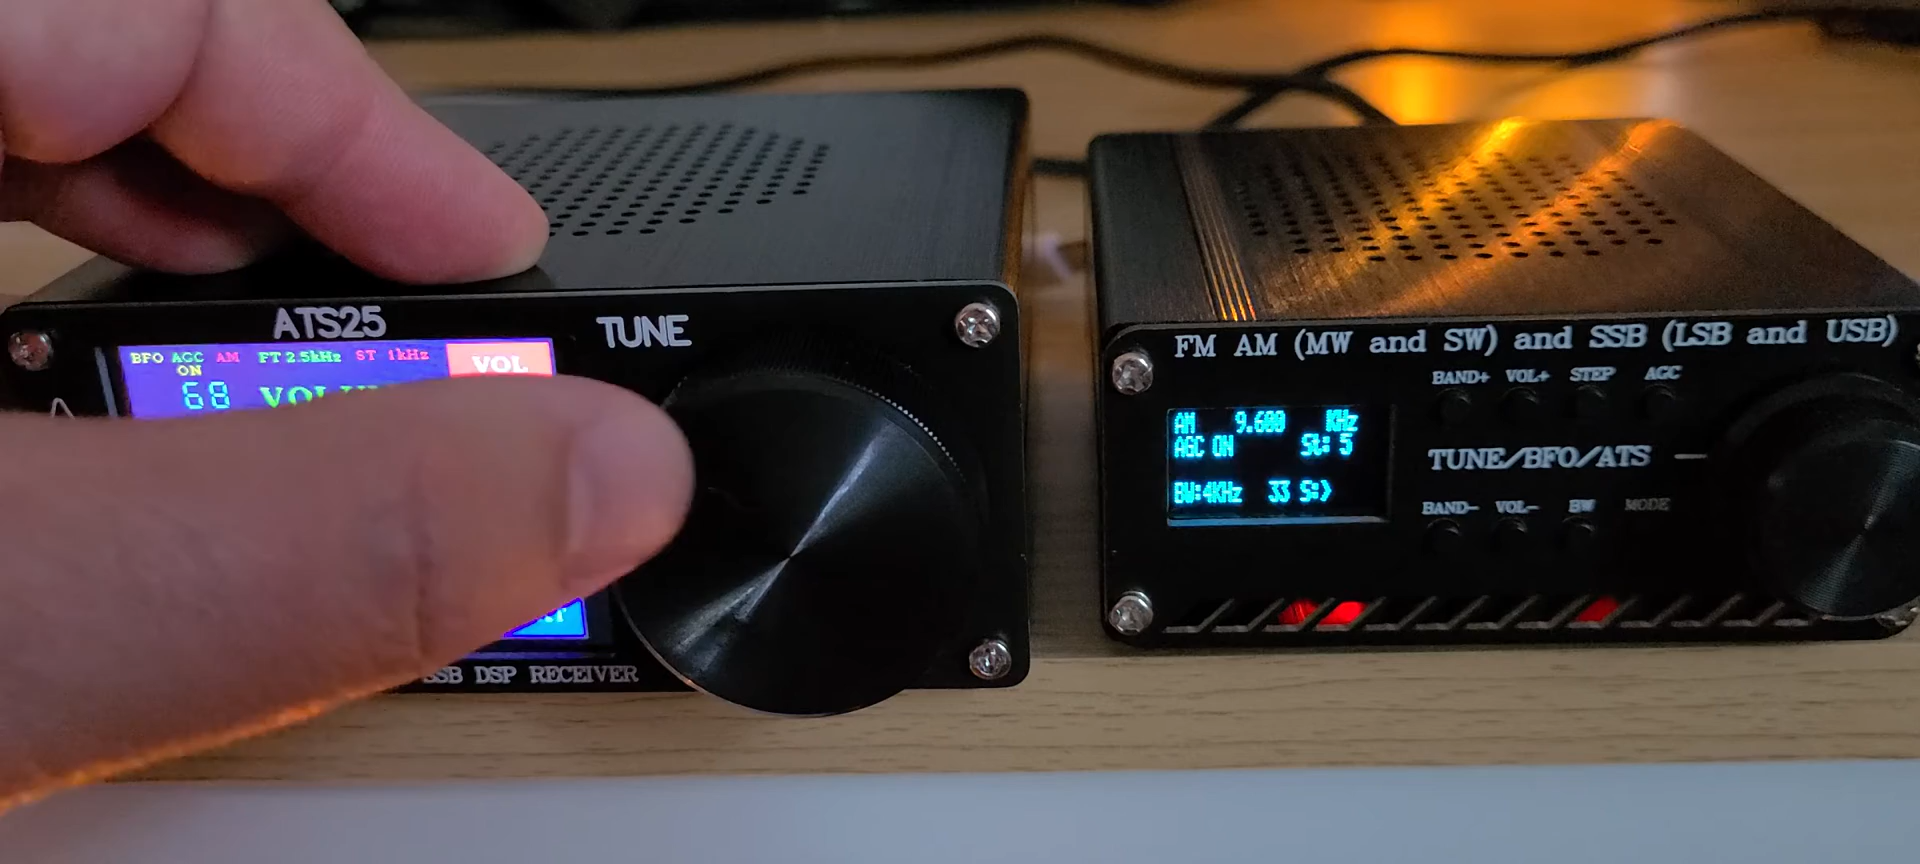 ATS25
TUNE
BFO AGC AM FT 2.5kHz ST 1kHz
ON
VOL
68
SSB DSP RECEIVER
FM AM (MW and SW) and SSB (LSB and USB)
BAND+ VOL+ STEP AGC
AM 9.600 KHz
AGC ON St: 5
BW:4KHz 33 S:>
TUNE/BFO/ATS
BAND- VOL- BW MODE